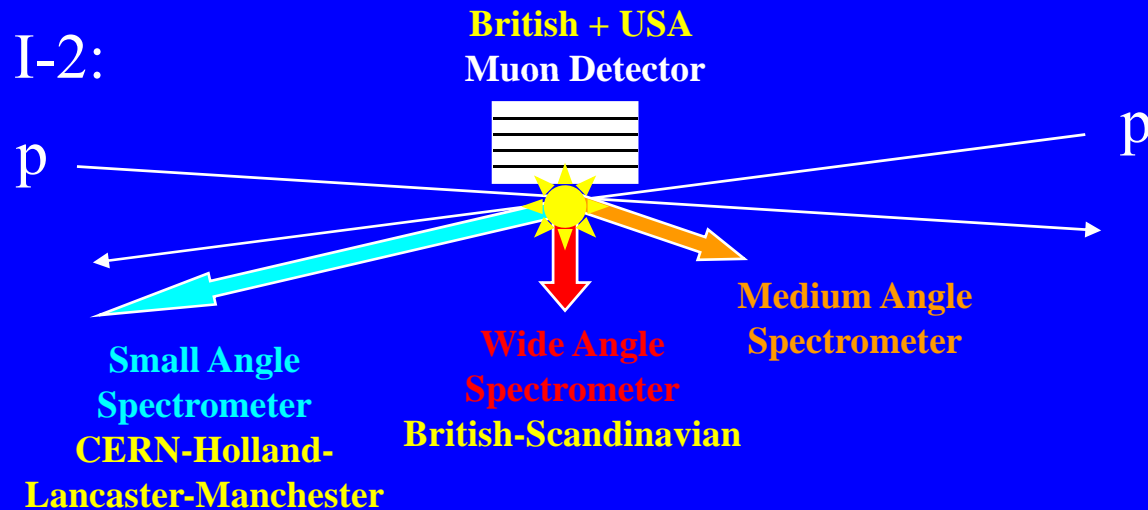 British + USA
Muon Detector
I-2:
p
p
Medium Angle
Spectrometer
Wide Angle
Spectrometer
British-Scandinavian
Small Angle
Spectrometer
CERN-Holland-
Lancaster-Manchester